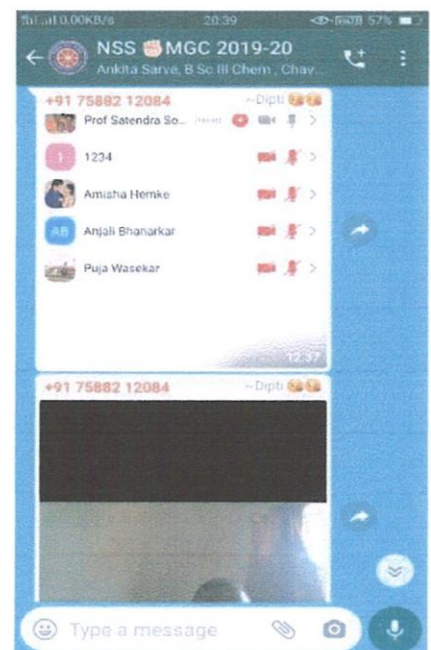 0.00KB/s 20:39 57%
NSS ✊MGC 2019-20
Ankita Sarve, B Sc III Chem , Chav...
+91 75882 12084 ~Dipti 😘😘
Prof Satendra So...
1 1234
Amisha Hemke
AB Anjali Bhanarkar
Puja Wasekar
12:37
+91 75882 12084 ~Dipti 😘😘
Type a message